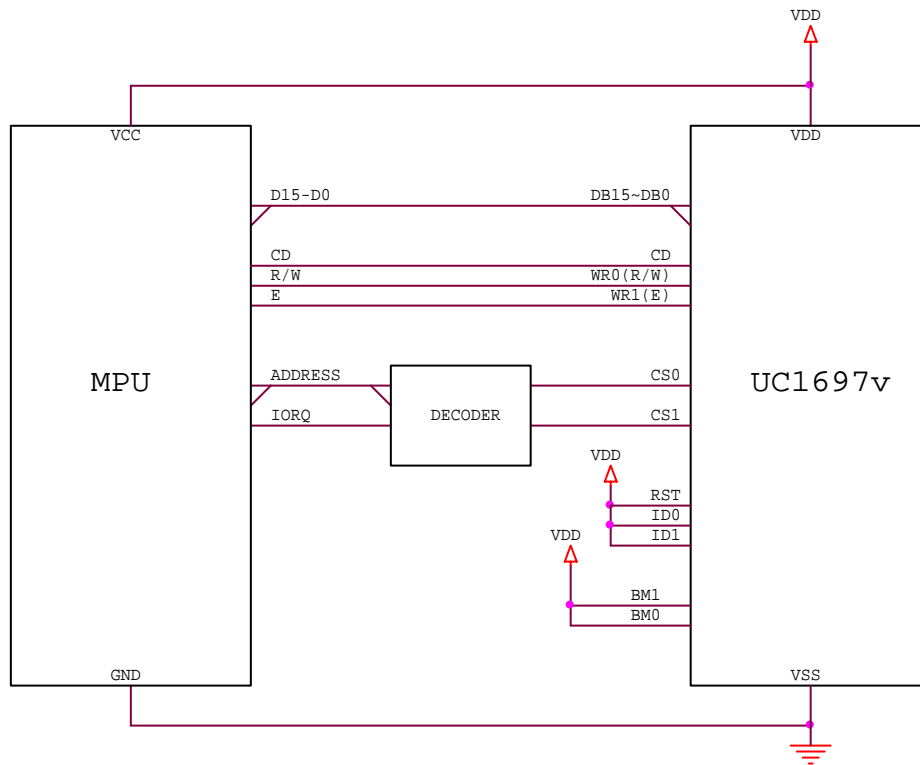 VDD
VCC VDD
D15-D0 DB15~DB0
CD CD
R/W WR0(R/W)
E WR1(E)
MPU ADDRESS CS0 UC1697v
IORQ DECODER CS1
VDD
RST
ID0
VDD ID1
BM1
BM0
GND VSS